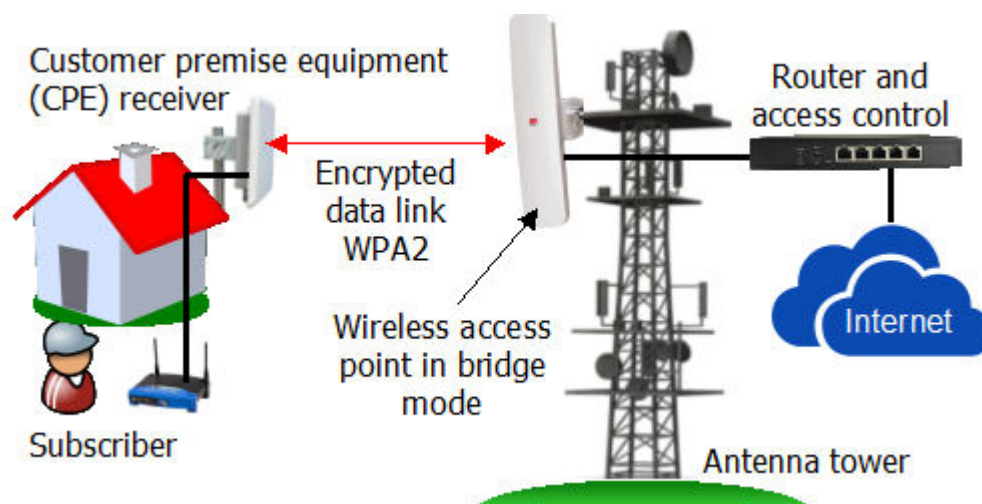 Customer premise equipment
(CPE) receiver
Router and
access control
Encrypted
data link
WPA2
Wireless access
point in bridge
mode
Internet
Subscriber
Antenna tower